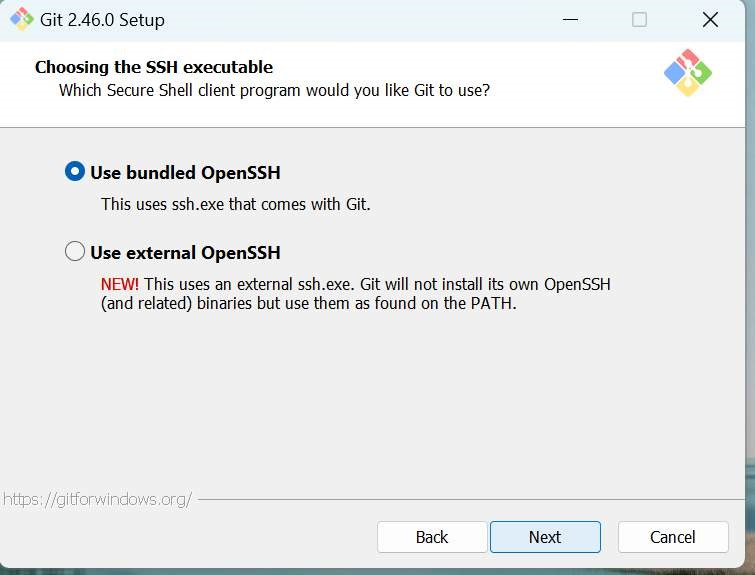 Git 2.46.0 Setup
Choosing the SSH executable
Which Secure Shell client program would you like Git to use?
Use bundled OpenSSH
This uses ssh.exe that comes with Git.
Use external OpenSSH
NEW! This uses an external ssh.exe. Git will not install its own OpenSSH
(and related) binaries but use them as found on the PATH.
https://gitforwindows.org/
Back Next Cancel